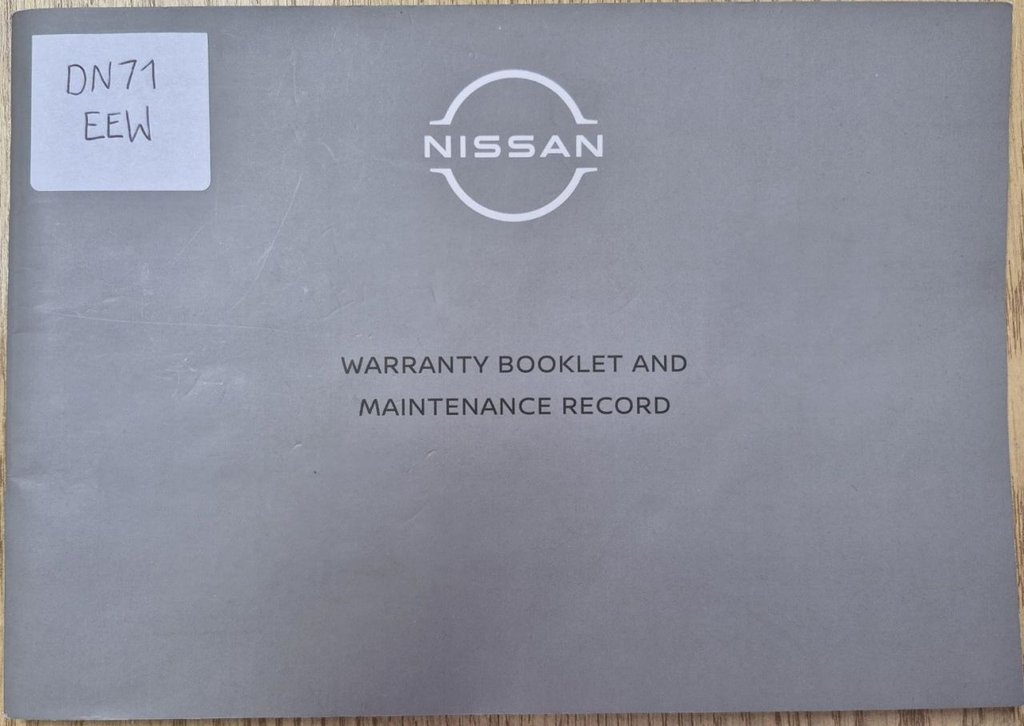 DN71
EEW
NISSAN
WARRANTY BOOKLET AND
MAINTENANCE RECORD